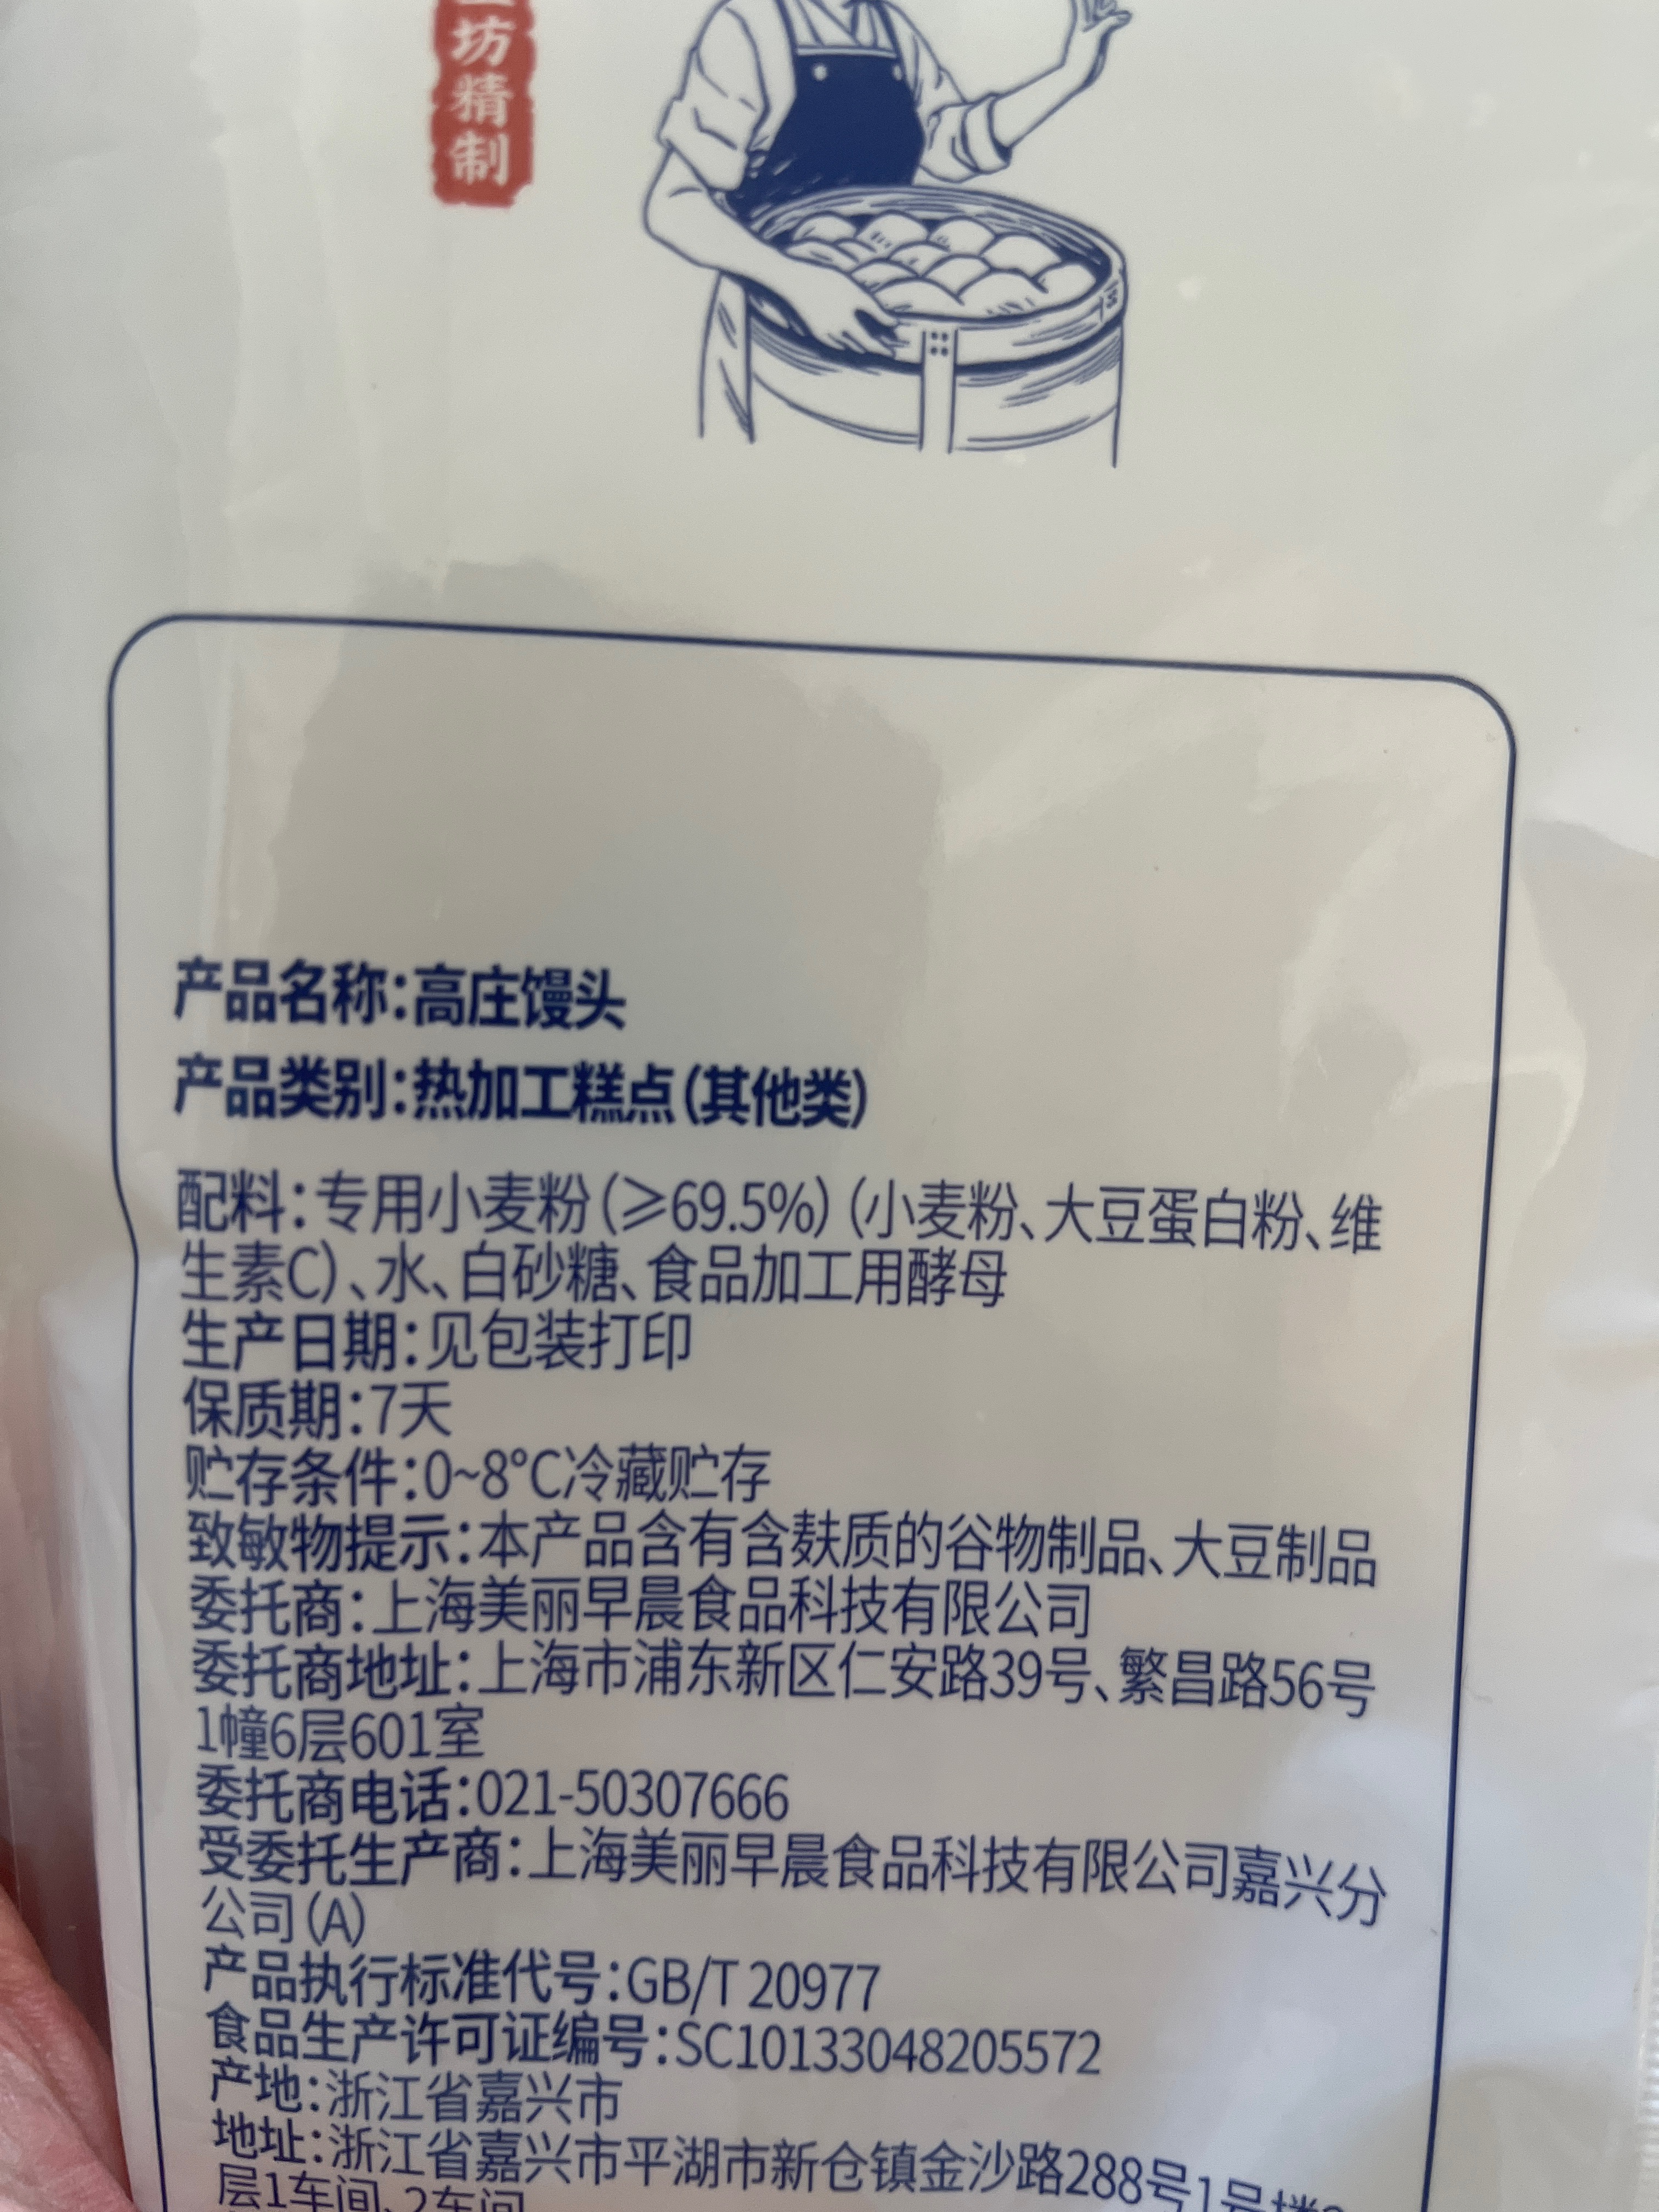 坊精制
产品名称：高庄馒头
产品类别：热加工糕点(其他类)
配料：专用小麦粉(≥69.5%)(小麦粉、大豆蛋白粉、维
生素C)、水、白砂糖、食品加工用酵母
生产日期：见包装打印
保质期：7天
贮存条件：0~8°C冷藏贮存
致敏物提示：本产品含有含麸质的谷物制品、大豆制品
委托商：上海美丽早晨食品科技有限公司
委托商地址：上海市浦东新区仁安路39号、繁昌路56号
1幢6层601室
委托商电话：021-50307666
受委托生产商：上海美丽早晨食品科技有限公司嘉兴分
公司(A)
产品执行标准代号：GB/T 20977
食品生产许可证编号：SC10133048205572
产地：浙江省嘉兴市
地址：浙江省嘉兴市平湖市新仓镇金沙路288号1号楼
层1车间、2车间